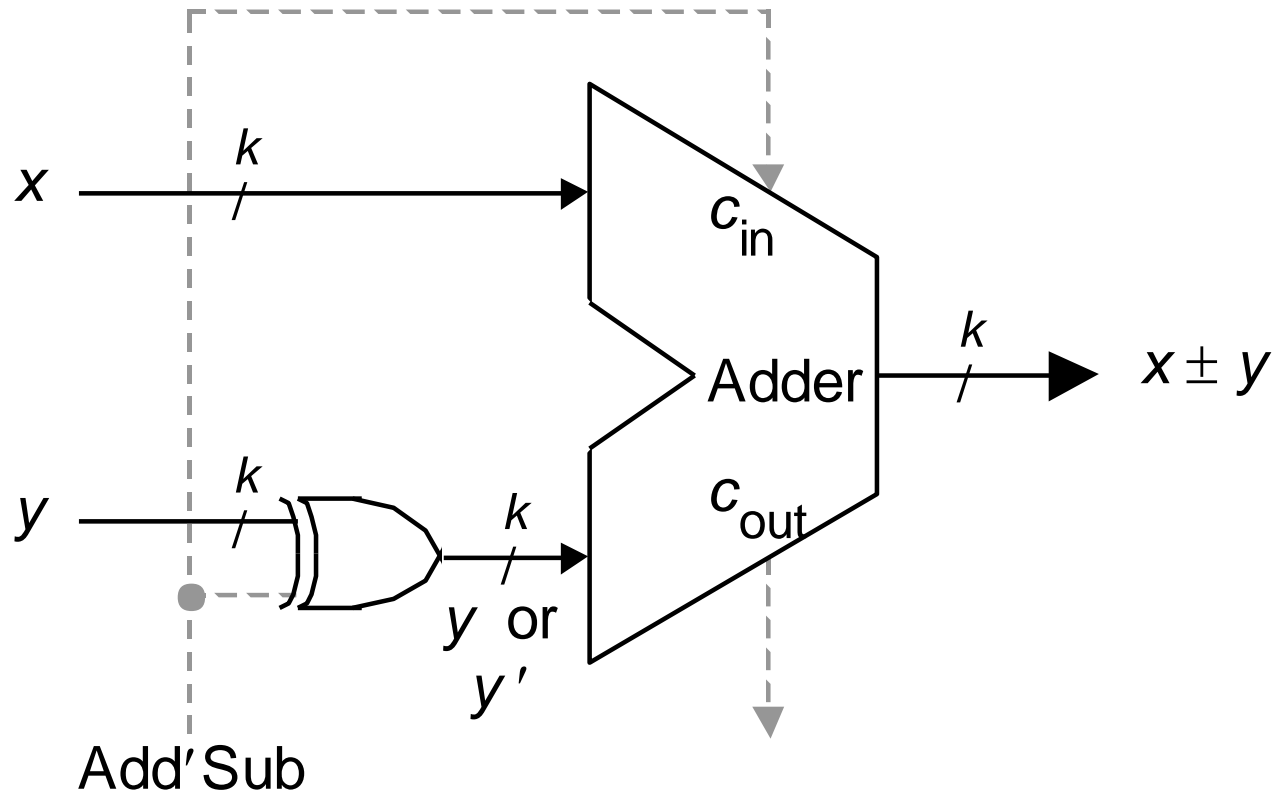 k
x
c_in
k
Adder
x ± y
k
y
c_out
k
y or
y′
Add′Sub